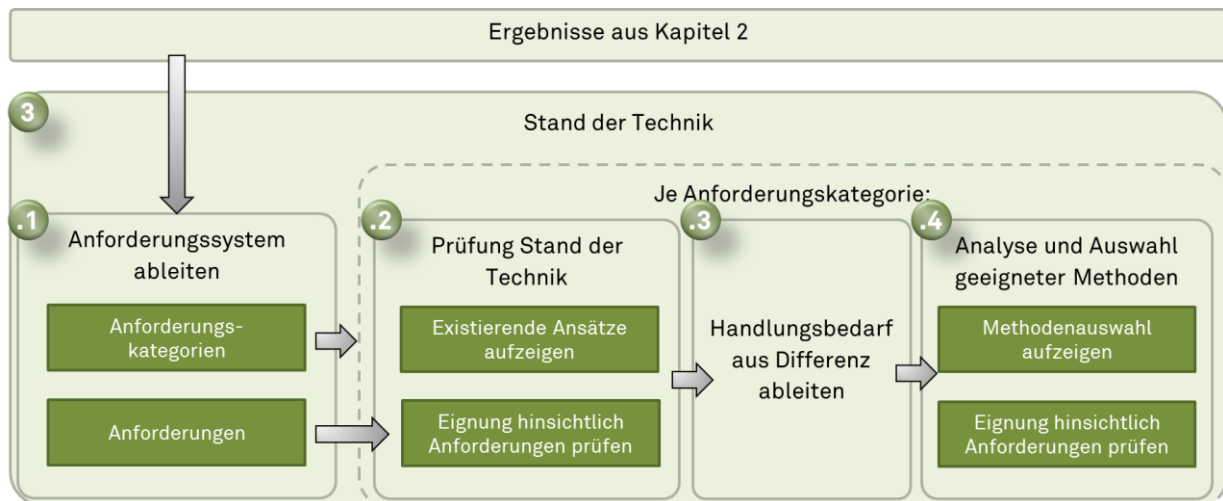 Ergebnisse aus Kapitel 2
3
Stand der Technik
Je Anforderungskategorie:
.1
Anforderungssystem
ableiten
Anforderungs-
kategorien
Anforderungen
.2
Prüfung Stand der
Technik
Existierende Ansätze
aufzeigen
Eignung hinsichtlich
Anforderungen prüfen
.3
Handlungsbedarf
aus Differenz
ableiten
.4
Analyse und Auswahl
geeigneter Methoden
Methodenauswahl
aufzeigen
Eignung hinsichtlich
Anforderungen prüfen